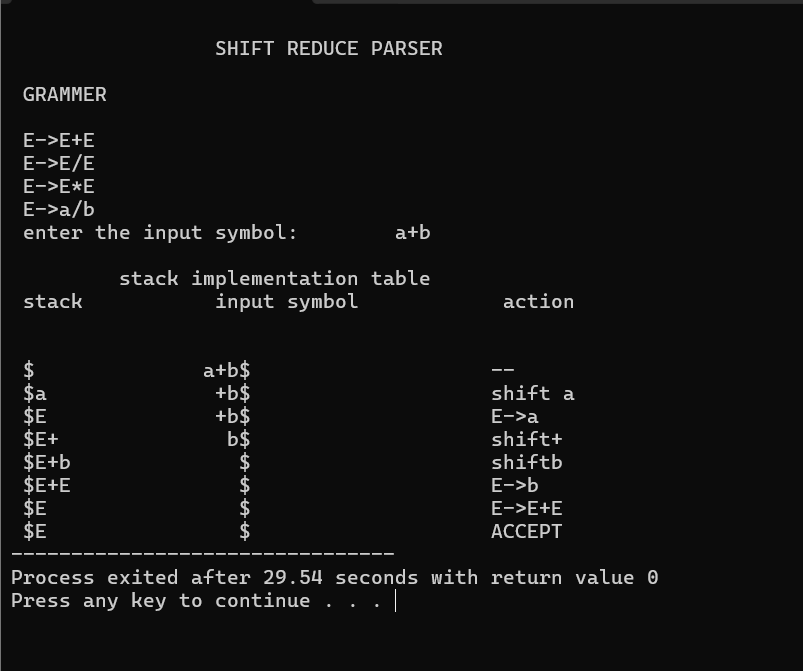 SHIFT REDUCE PARSER
GRAMMER
E->E+E
E->E/E
E->E*E
E->a/b
enter the input symbol: a+b
stack implementation table
stack input symbol action
$ a+b$ --
$a +b$ shift a
$E +b$ E->a
$E+ b$ shift+
$E+b $ shiftb
$E+E $ E->b
$E $ E->E+E
$E $ ACCEPT
--------------------------------
Process exited after 29.54 seconds with return value 0
Press any key to continue . . .